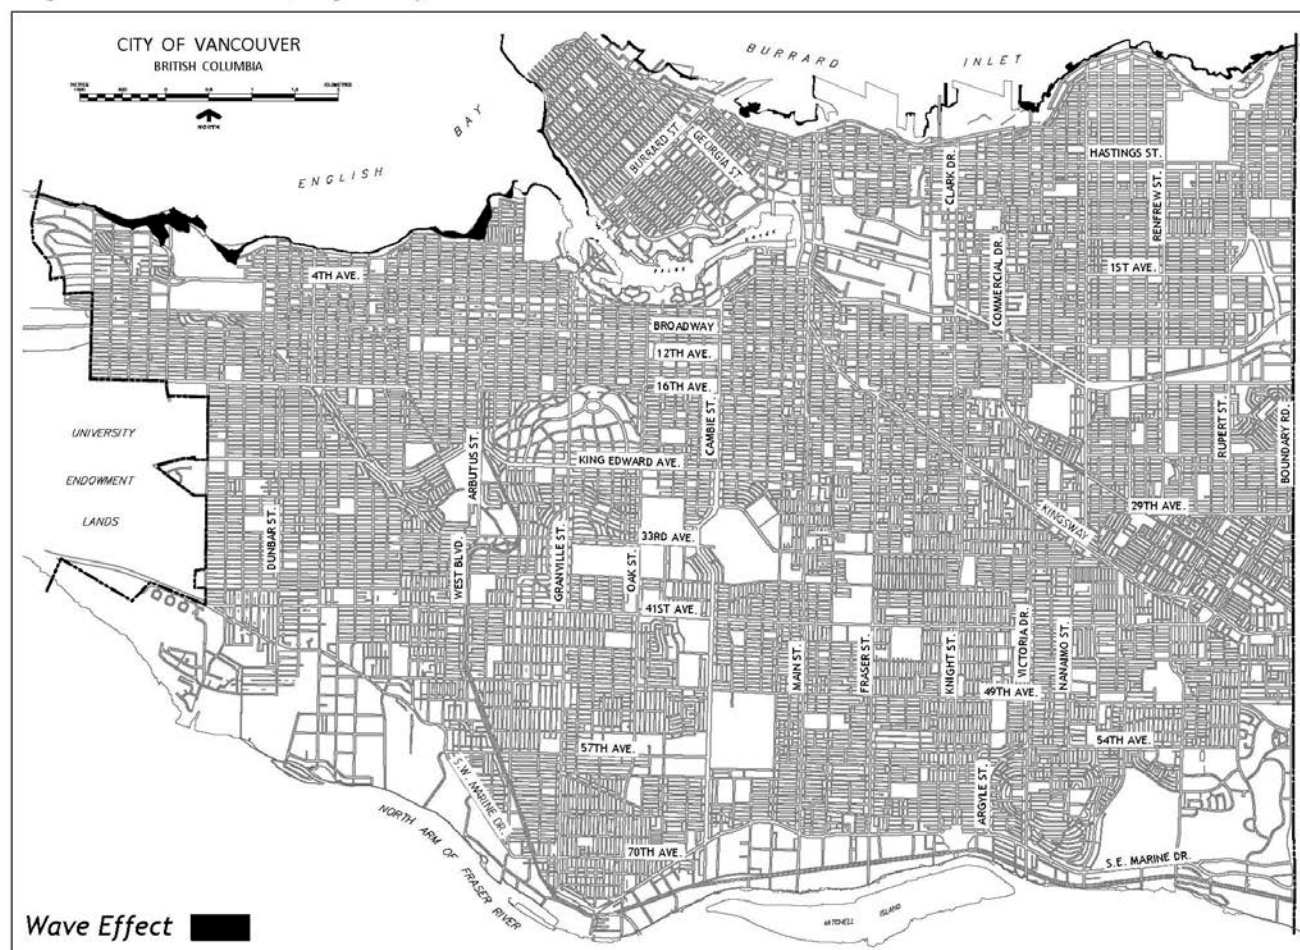 CITY OF VANCOUVER
BRITISH COLUMBIA
METRES
KILOMETRES
NORTH
BURRARD
INLET
ENGLISH
BAY
BURRARD ST.
GEORGIA ST.
HASTINGS ST.
CLARK DR.
RENFREW ST.
COMMERCIAL DR.
1ST AVE.
4TH AVE.
FALSE
CREEK
BROADWAY
12TH AVE.
16TH AVE.
CAMBIE ST.
UNIVERSITY
ENDOWMENT
LANDS
ARBUTUS ST.
KING EDWARD AVE.
RUPERT ST.
BOUNDARY RD.
29TH AVE.
KINGSWAY
DUNBAR ST.
WEST BLVD.
GRANVILLE ST.
OAK ST.
33RD AVE.
41ST AVE.
MAIN ST.
FRASER ST.
KNIGHT ST.
VICTORIA DR.
NANAIMO ST.
49TH AVE.
54TH AVE.
57TH AVE.
S.W. MARINE DR.
ARGYLE ST.
NORTH ARM OF
FRASER RIVER
70TH AVE.
S.E. MARINE DR.
MITCHELL ISLAND
Wave Effect